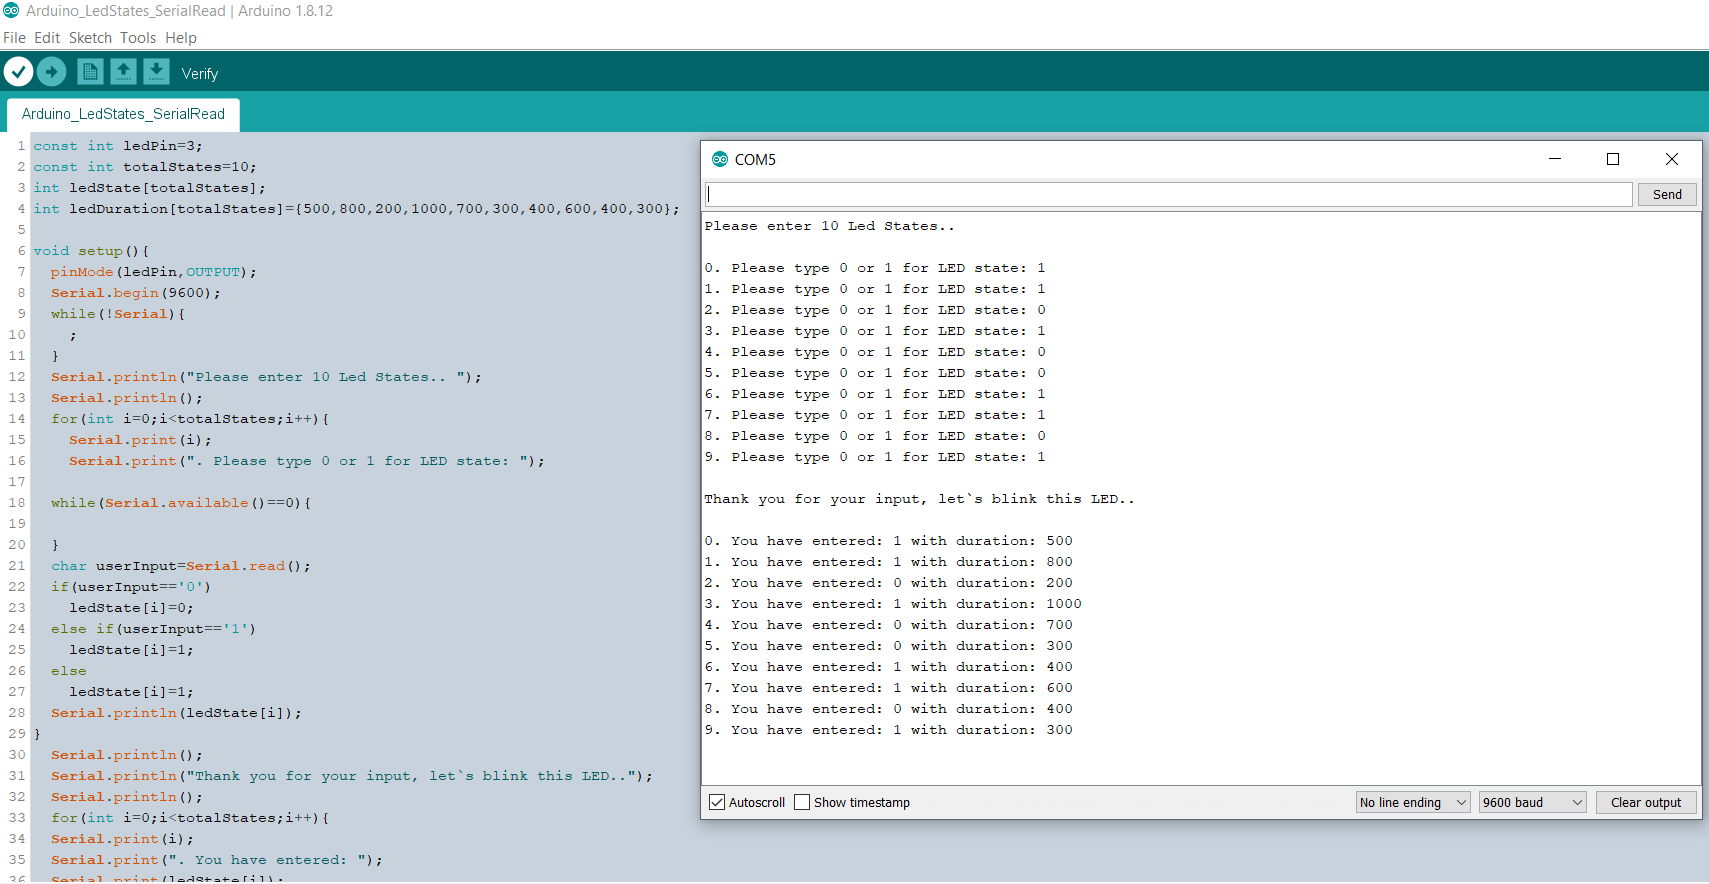 Arduino_LedStates_SerialRead | Arduino 1.8.12
File Edit Sketch Tools Help
Verify
Arduino_LedStates_SerialRead
1 const int ledPin=3;
2 const int totalStates=10;
3 int ledState[totalStates];
4 int ledDuration[totalStates]={500,800,200,1000,700,300,400,600,400,300};
5
6 void setup(){
7 pinMode(ledPin,OUTPUT);
8 Serial.begin(9600);
9 while(!Serial){
10 ;
11 }
12 Serial.println("Please enter 10 Led States.. ");
13 Serial.println();
14 for(int i=0;i<totalStates;i++){
15 Serial.print(i);
16 Serial.print(". Please type 0 or 1 for LED state: ");
17
18 while(Serial.available()==0){
19
20 }
21 char userInput=Serial.read();
22 if(userInput=='0')
23 ledState[i]=0;
24 else if(userInput=='1')
25 ledState[i]=1;
26 else
27 ledState[i]=1;
28 Serial.println(ledState[i]);
29 }
30 Serial.println();
31 Serial.println("Thank you for your input, let`s blink this LED..");
32 Serial.println();
33 for(int i=0;i<totalStates;i++){
34 Serial.print(i);
35 Serial.print(". You have entered: ");
36 Serial.print(ledState[i]);
COM5
Send
Please enter 10 Led States..
0. Please type 0 or 1 for LED state: 1
1. Please type 0 or 1 for LED state: 1
2. Please type 0 or 1 for LED state: 0
3. Please type 0 or 1 for LED state: 1
4. Please type 0 or 1 for LED state: 0
5. Please type 0 or 1 for LED state: 0
6. Please type 0 or 1 for LED state: 1
7. Please type 0 or 1 for LED state: 1
8. Please type 0 or 1 for LED state: 0
9. Please type 0 or 1 for LED state: 1
Thank you for your input, let`s blink this LED..
0. You have entered: 1 with duration: 500
1. You have entered: 1 with duration: 800
2. You have entered: 0 with duration: 200
3. You have entered: 1 with duration: 1000
4. You have entered: 0 with duration: 700
5. You have entered: 0 with duration: 300
6. You have entered: 1 with duration: 400
7. You have entered: 1 with duration: 600
8. You have entered: 0 with duration: 400
9. You have entered: 1 with duration: 300
Autoscroll Show timestamp No line ending 9600 baud Clear output